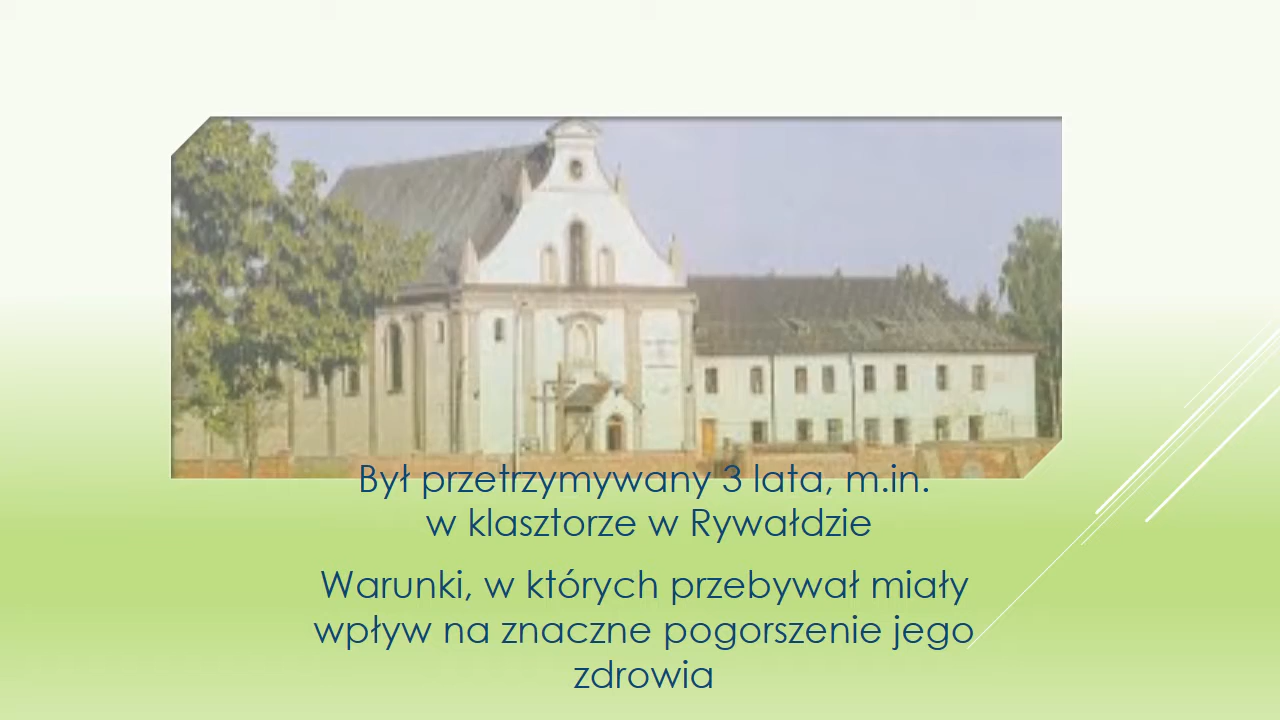 Był przetrzymywany 3 lata, m.in.
w klasztorze w Rywałdzie
Warunki, w których przebywał miały
wpływ na znaczne pogorszenie jego
zdrowia